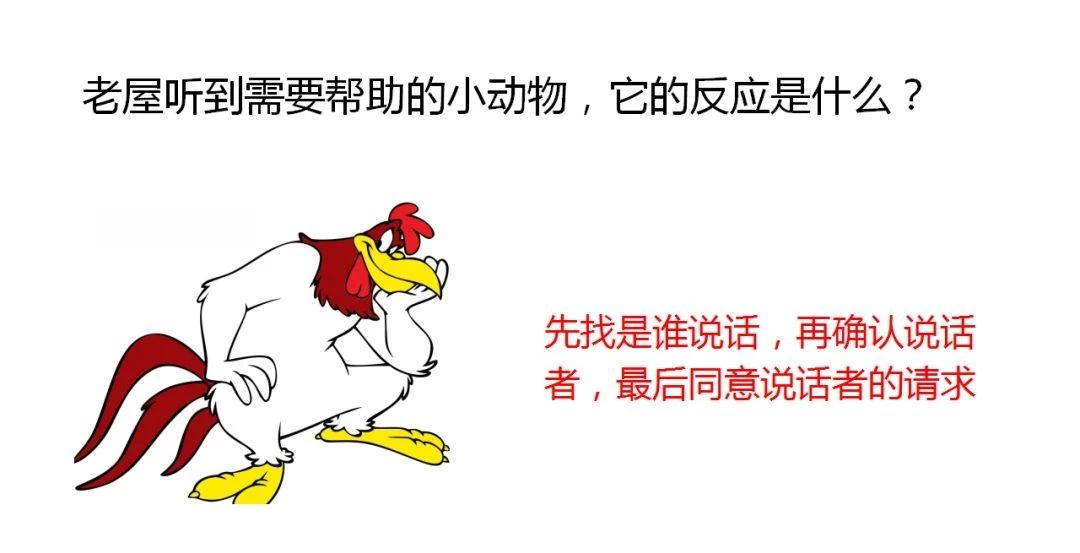 老屋听到需要帮助的小动物，它的反应是什么？
先找是谁说话，再确认说话
者，最后同意说话者的请求